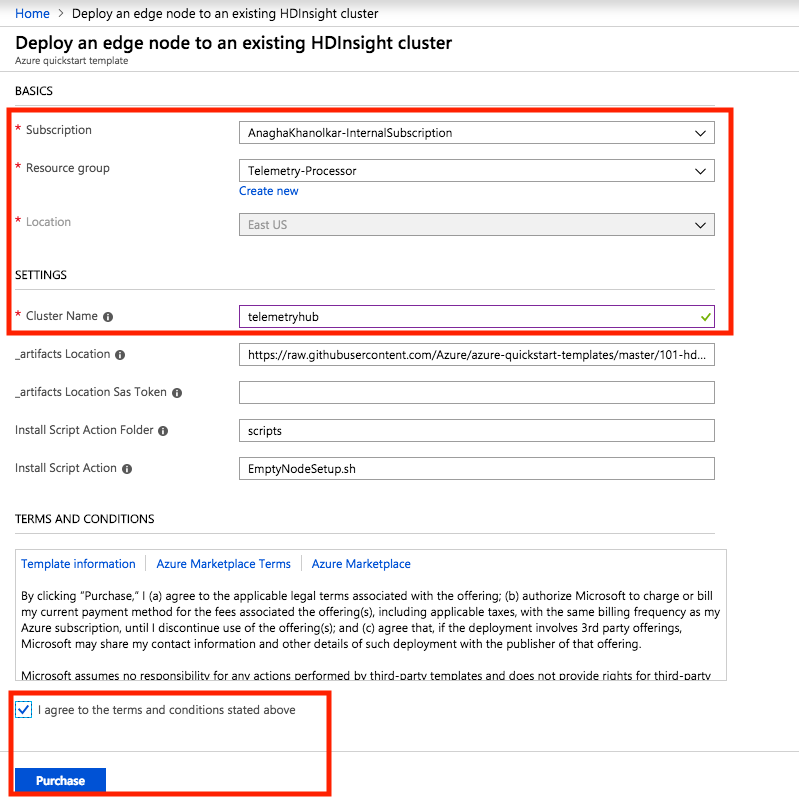 Home > Deploy an edge node to an existing HDInsight cluster
Deploy an edge node to an existing HDInsight cluster
Azure quickstart template
BASICS
* Subscription AnaghaKhanolkar-InternalSubscription
* Resource group Telemetry-Processor
Create new
* Location East US
SETTINGS
* Cluster Name telemetryhub
_artifacts Location https://raw.githubusercontent.com/Azure/azure-quickstart-templates/master/101-hd...
_artifacts Location Sas Token
Install Script Action Folder scripts
Install Script Action EmptyNodeSetup.sh
TERMS AND CONDITIONS
Template information Azure Marketplace Terms Azure Marketplace
By clicking “Purchase,” I (a) agree to the applicable legal terms associated with the offering; (b) authorize Microsoft to charge or bill
my current payment method for the fees associated the offering(s), including applicable taxes, with the same billing frequency as my
Azure subscription, until I discontinue use of the offering(s); and (c) agree that, if the deployment involves 3rd party offerings,
Microsoft may share my contact information and other details of such deployment with the publisher of that offering.
Microsoft assumes no responsibility for any actions performed by third-party templates and does not provide rights for third-party
I agree to the terms and conditions stated above
Purchase